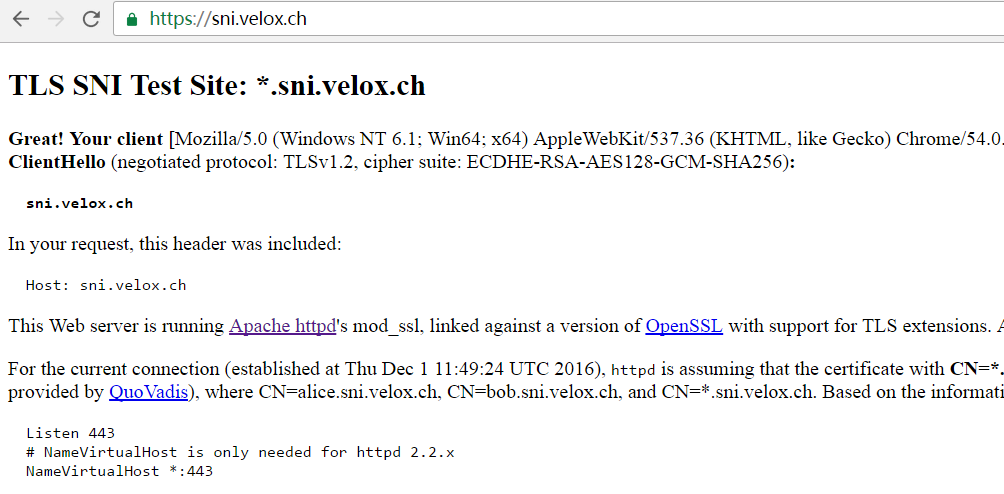 https://sni.velox.ch
TLS SNI Test Site: *.sni.velox.ch
Great! Your client [Mozilla/5.0 (Windows NT 6.1; Win64; x64) AppleWebKit/537.36 (KHTML, like Gecko) Chrome/54.0.
ClientHello (negotiated protocol: TLSv1.2, cipher suite: ECDHE-RSA-AES128-GCM-SHA256):
sni.velox.ch
In your request, this header was included:
Host: sni.velox.ch
This Web server is running Apache httpd's mod_ssl, linked against a version of OpenSSL with support for TLS extensions.
For the current connection (established at Thu Dec 1 11:49:24 UTC 2016), httpd is assuming that the certificate with CN=*.
provided by QuoVadis), where CN=alice.sni.velox.ch, CN=bob.sni.velox.ch, and CN=*.sni.velox.ch. Based on the informati
Listen 443
# NameVirtualHost is only needed for httpd 2.2.x
NameVirtualHost *:443